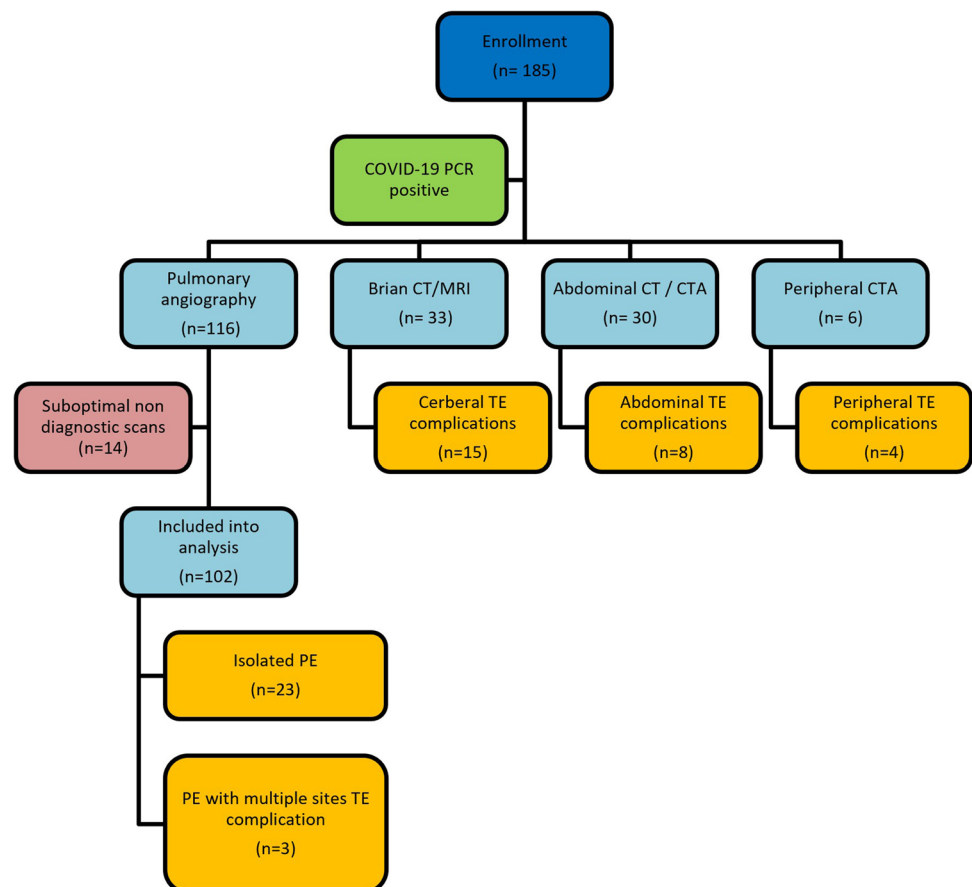 Enrollment
(n= 185)
COVID-19 PCR
positive
Pulmonary
angiography
(n=116)
Brian CT/MRI
(n= 33)
Abdominal CT / CTA
(n= 30)
Peripheral CTA
(n= 6)
Suboptimal non
diagnostic scans
(n=14)
Cerberal TE
complications
(n=15)
Abdominal TE
complications
(n=8)
Peripheral TE
complications
(n=4)
Included into
analysis
(n=102)
Isolated PE
(n=23)
PE with multiple sites TE
complication
(n=3)